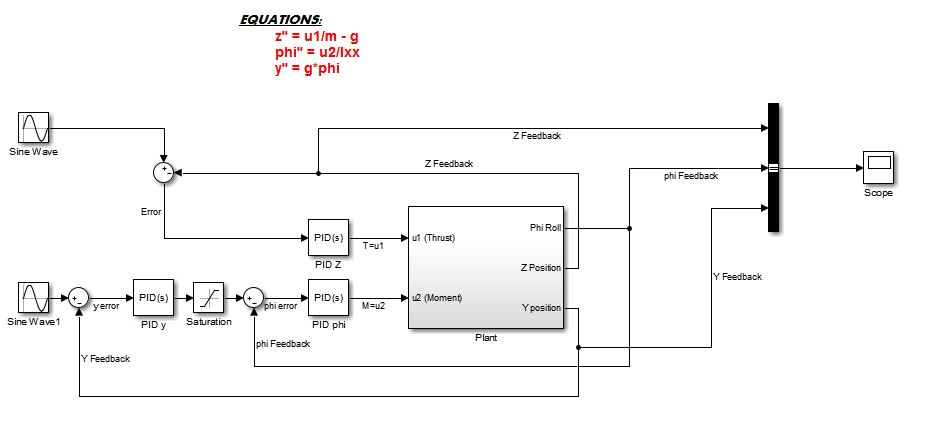 EQUATIONS:
z" = u1/m - g
phi" = u2/Ixx
y" = g*phi
Z Feedback
Sine Wave
Z Feedback
phi Feedback
Scope
Error
PID(s)
T=u1
u1 (Thrust)
Phi Roll
PID Z
Z Position
Y Feedback
y error
PID(s)
phi error
PID(s)
M=u2
u2 (Moment)
Y position
Sine Wave1
PID y
Saturation
PID phi
Plant
phi Feedback
Y Feedback